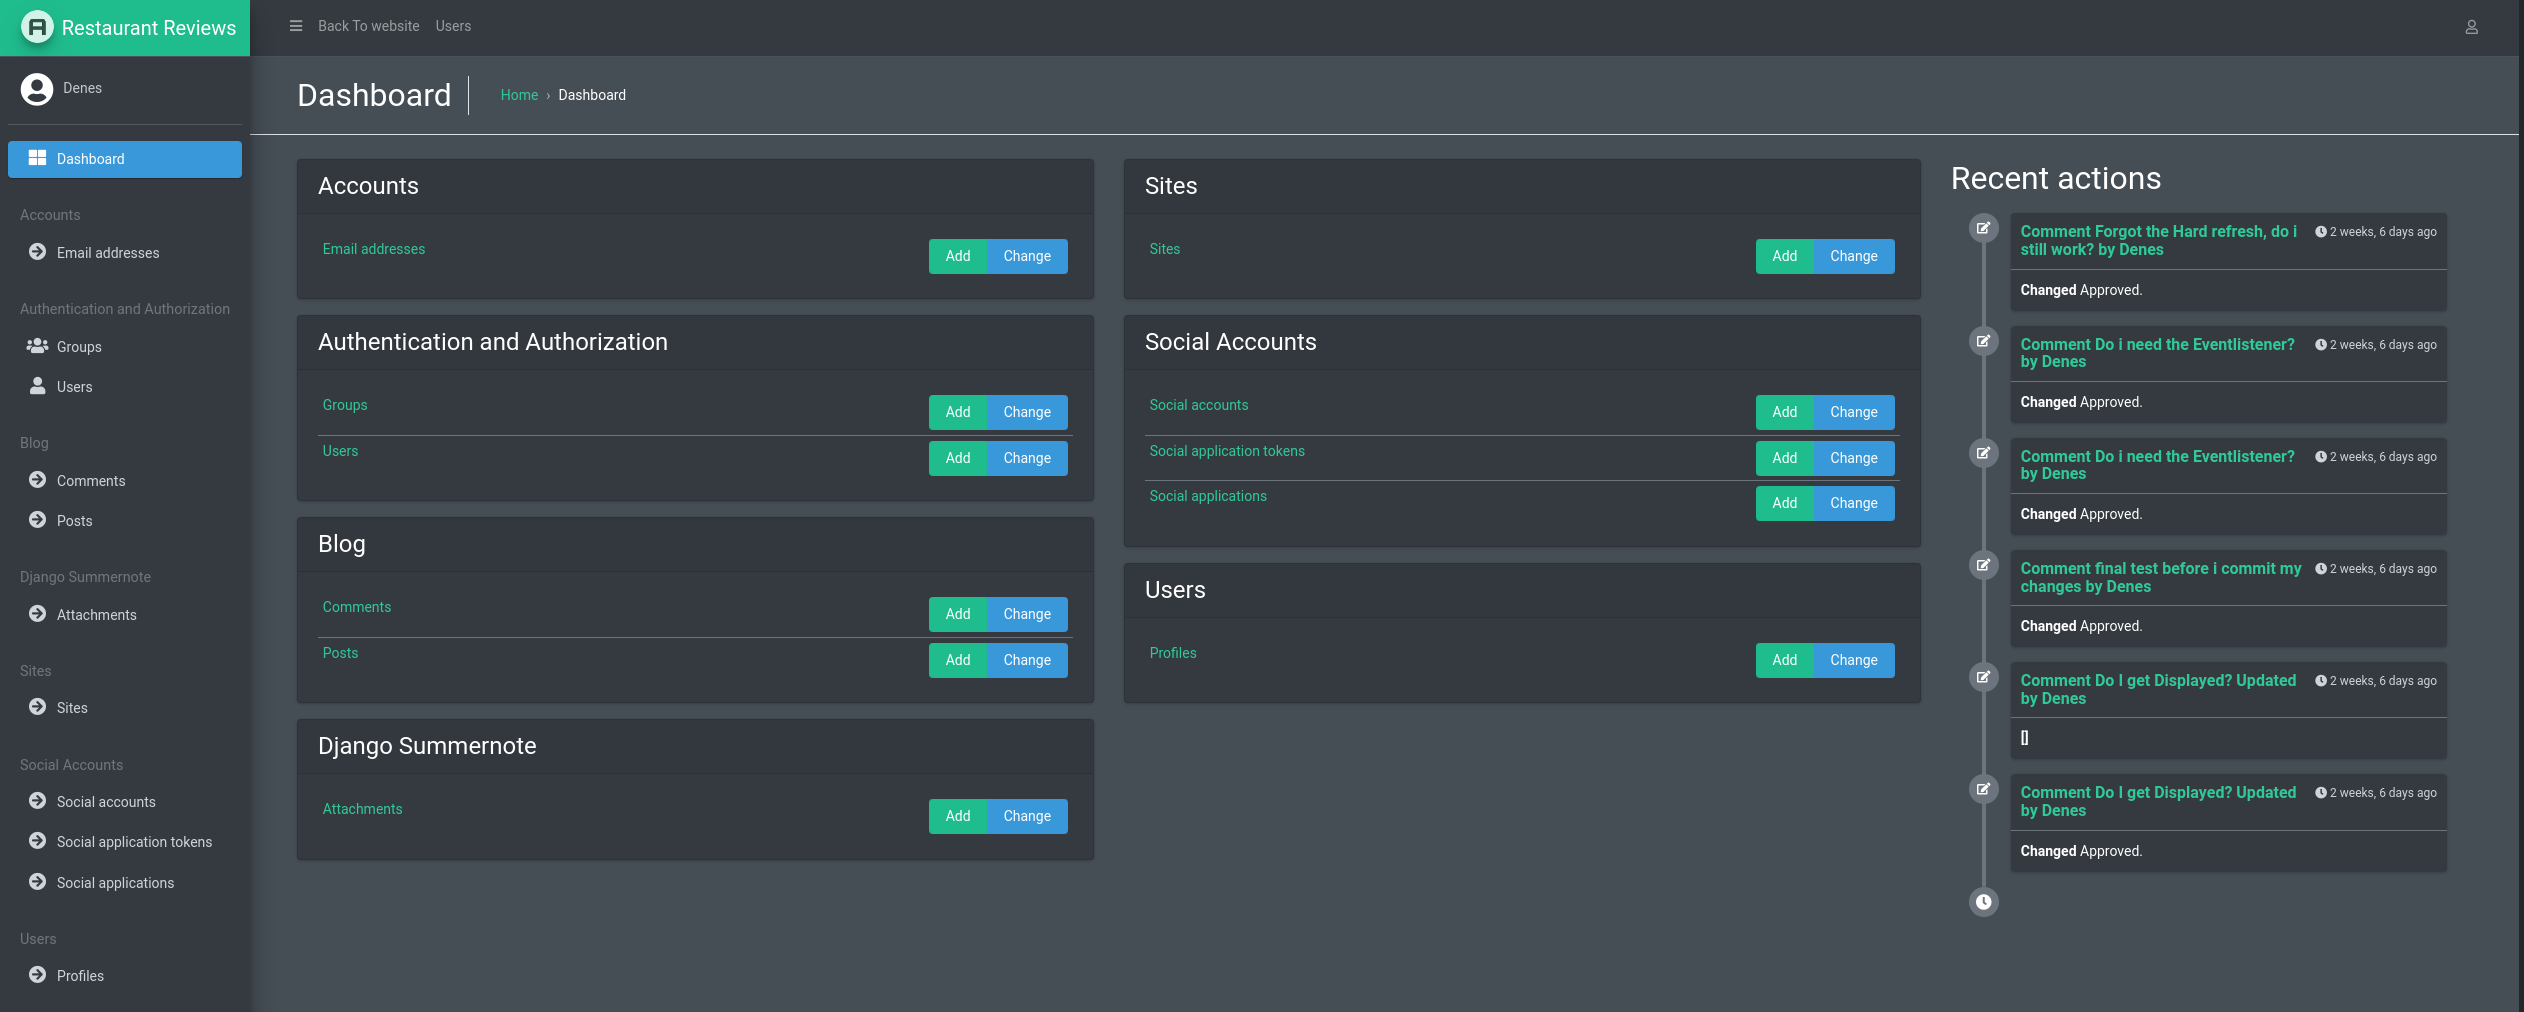 Restaurant Reviews
Back To website
Users
Denes
Dashboard
Accounts
Email addresses
Authentication and Authorization
Groups
Users
Blog
Comments
Posts
Django Summernote
Attachments
Sites
Sites
Social Accounts
Social accounts
Social application tokens
Social applications
Users
Profiles
Dashboard
Home › Dashboard
Accounts
Email addresses Add Change
Authentication and Authorization
Groups Add Change
Users Add Change
Blog
Comments Add Change
Posts Add Change
Django Summernote
Attachments Add Change
Sites
Sites Add Change
Social Accounts
Social accounts Add Change
Social application tokens Add Change
Social applications Add Change
Users
Profiles Add Change
Recent actions
Comment Forgot the Hard refresh, do i 2 weeks, 6 days ago
still work? by Denes
Changed Approved.
Comment Do i need the Eventlistener? 2 weeks, 6 days ago
by Denes
Changed Approved.
Comment Do i need the Eventlistener? 2 weeks, 6 days ago
by Denes
Changed Approved.
Comment final test before i commit my 2 weeks, 6 days ago
changes by Denes
Changed Approved.
Comment Do I get Displayed? Updated 2 weeks, 6 days ago
by Denes
[]
Comment Do I get Displayed? Updated 2 weeks, 6 days ago
by Denes
Changed Approved.